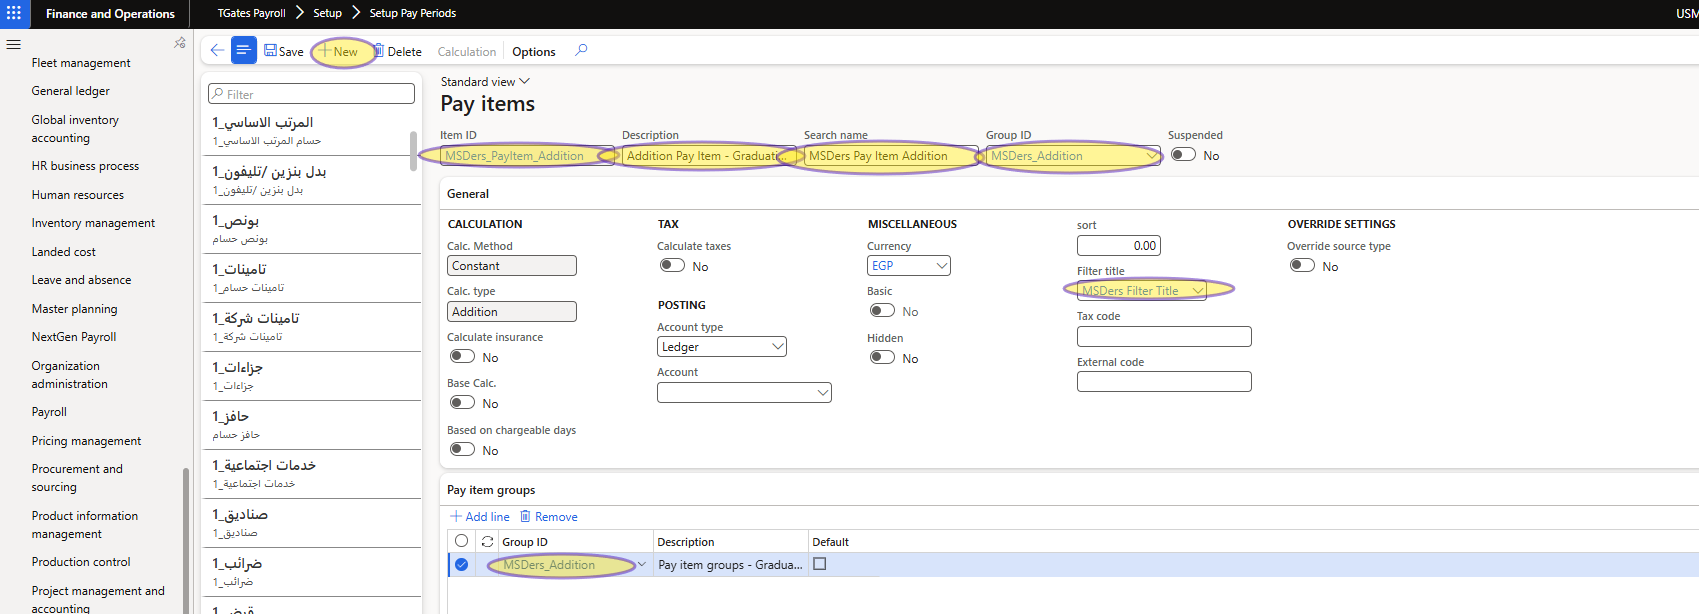 Finance and Operations
TGates Payroll > Setup > Setup Pay Periods
USM
Fleet management
General ledger
Global inventory
accounting
HR business process
Human resources
Inventory management
Landed cost
Leave and absence
Master planning
NextGen Payroll
Organization
administration
Payroll
Pricing management
Procurement and
sourcing
Product information
management
Production control
Project management and
accounting
Save
New
Delete
Calculation
Options
Filter
المرتب الاساسي_1
حسام المرتب الاساسي_1
بدل بنزين /تليفون_1
بدل بنزين /تليفون_1
بونص_1
بونص حسام
تامينات_1
تامينات حسام_1
تامينات شركة_1
تامينات شركة_1
جزاءات_1
جزاءات_1
حافز_1
حافز حسام
خدمات اجتماعية_1
خدمات اجتماعية_1
صناديق_1
صندوق_1
ضرائب_1
ضرائب_1
قرض_1
Standard view
Pay items
Item ID
MSDers_PayItem_Addition
Description
Addition Pay Item - Graduati...
Search name
MSDers Pay Item Addition
Group ID
MSDers_Addition
Suspended
No
General
CALCULATION
Calc. Method
Constant
Calc. type
Addition
Calculate insurance
No
Base Calc.
No
Based on chargeable days
No
TAX
Calculate taxes
No
POSTING
Account type
Ledger
Account
MISCELLANEOUS
Currency
EGP
Basic
No
Hidden
No
sort
0.00
Filter title
MSDers Filter Title
Tax code
External code
OVERRIDE SETTINGS
Override source type
No
Pay item groups
Add line
Remove
Group ID Description Default
MSDers_Addition Pay item groups - Gradua...